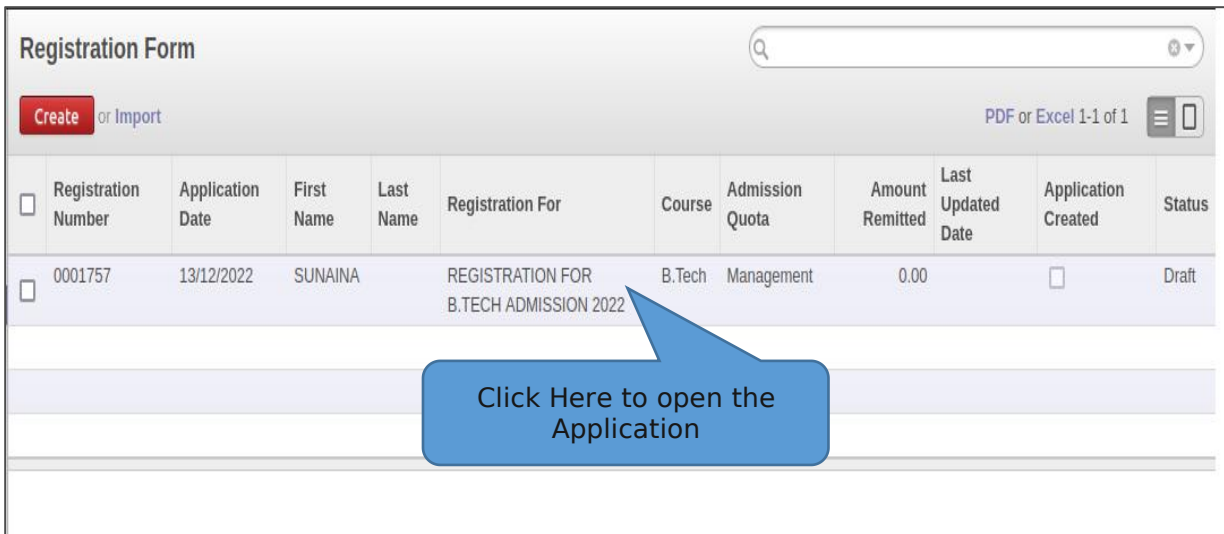 Registration Form
Create or Import
PDF or Excel 1-1 of 1
Registration Number
Application Date
First Name
Last Name
Registration For
Course
Admission Quota
Amount Remitted
Last Updated Date
Application Created
Status
0001757
13/12/2022
SUNAINA
REGISTRATION FOR
B.TECH ADMISSION 2022
B.Tech
Management
0.00
Draft
Click Here to open the
Application